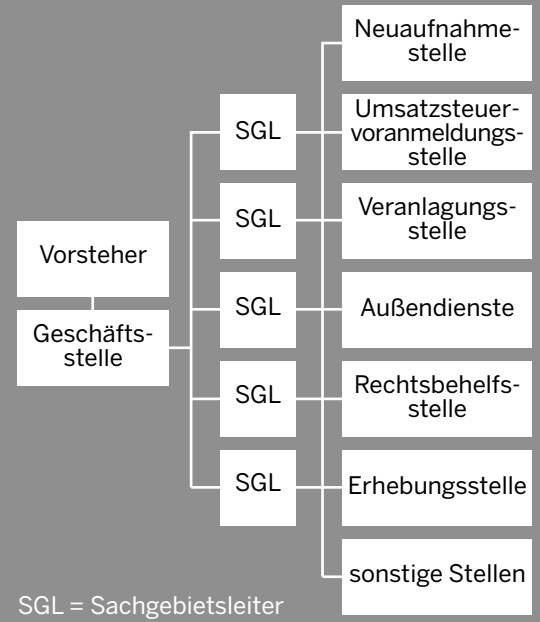 Vorsteher
Geschäfts-
stelle
SGL
SGL
SGL
SGL
SGL
Neuaufnahme-
stelle
Umsatzsteuer-
voranmeldungs-
stelle
Veranlagungs-
stelle
Außendienste
Rechtsbehelfs-
stelle
Erhebungsstelle
sonstige Stellen
SGL = Sachgebietsleiter